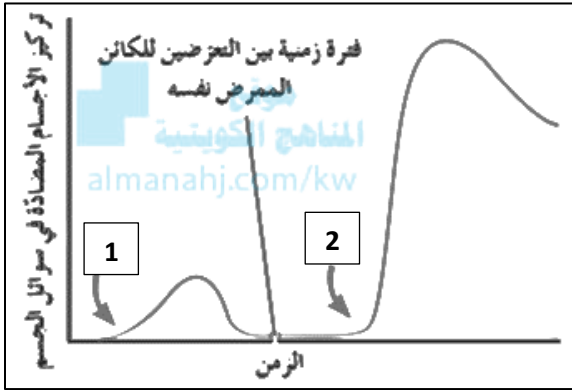 تركيز الأجسام المضادة في سوائل الجسم
فترة زمنية بين التعرضين للكائن
الممرض نفسه
موقع
المناهج الكويتية
almanahj.com/kw
1
2
الزمن